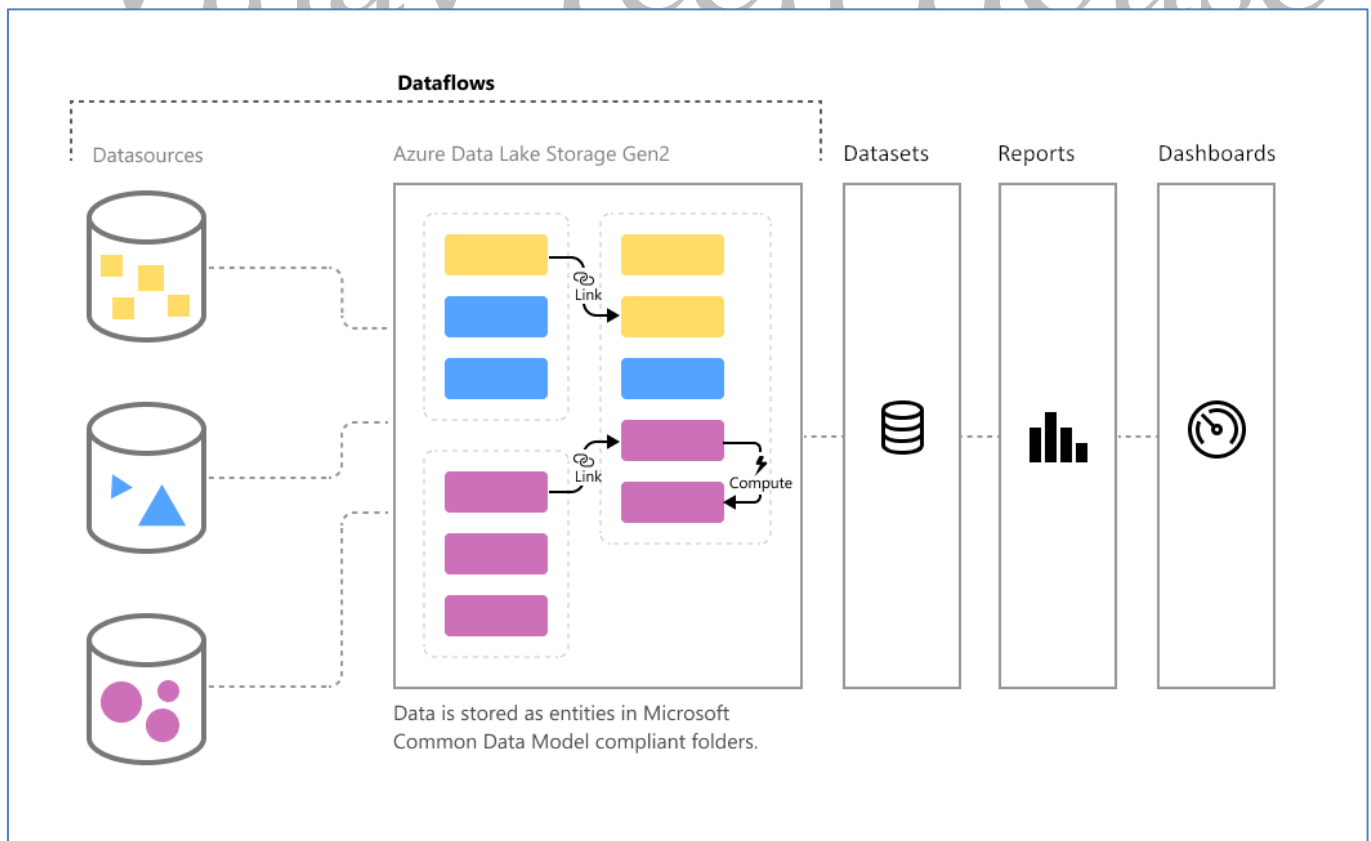 Dataflows
Datasources
Azure Data Lake Storage Gen2
Datasets
Reports
Dashboards
Link
Link
Compute
Data is stored as entities in Microsoft
Common Data Model compliant folders.